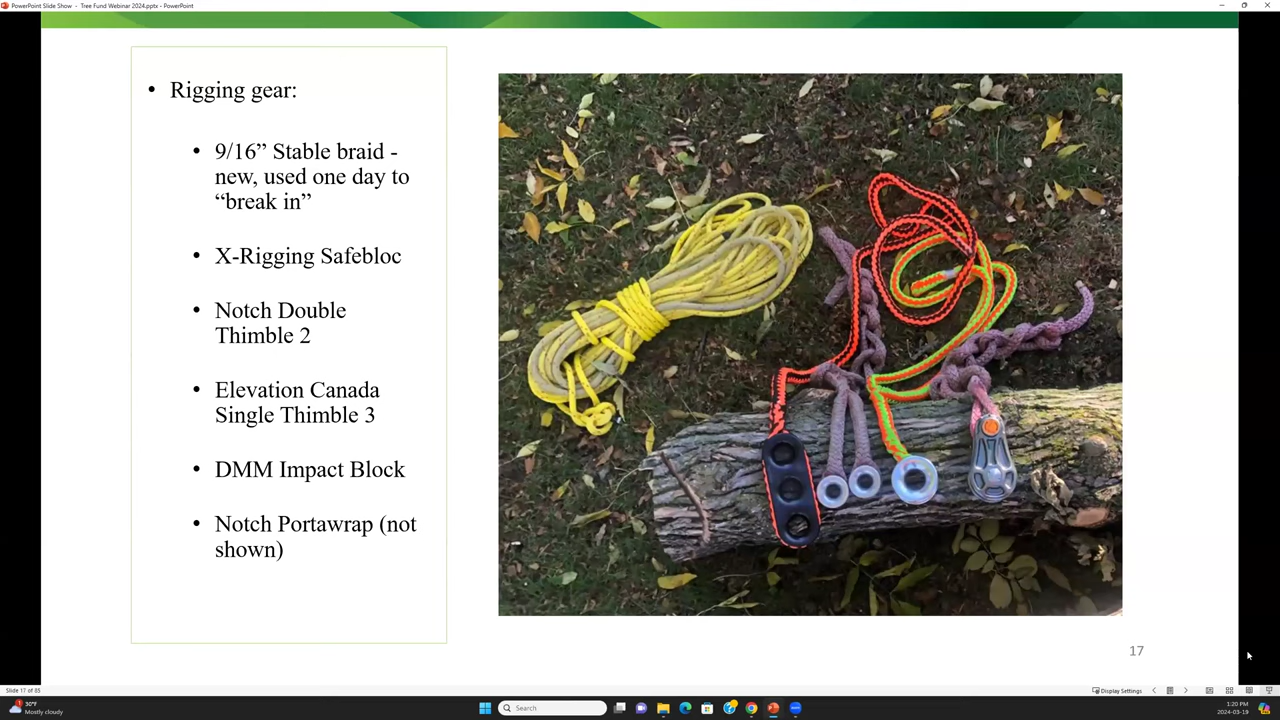 PowerPoint Slide Show - Tree Fund Webinar 2024.pptx - PowerPoint
• Rigging gear:
• 9/16” Stable braid -
new, used one day to
“break in”
• X-Rigging Safebloc
• Notch Double
Thimble 2
• Elevation Canada
Single Thimble 3
• DMM Impact Block
• Notch Portawrap (not
shown)
17
Slide 17 of 85
Display Settings
30°F
Mostly cloudy
Search
1:20 PM
2024-03-19